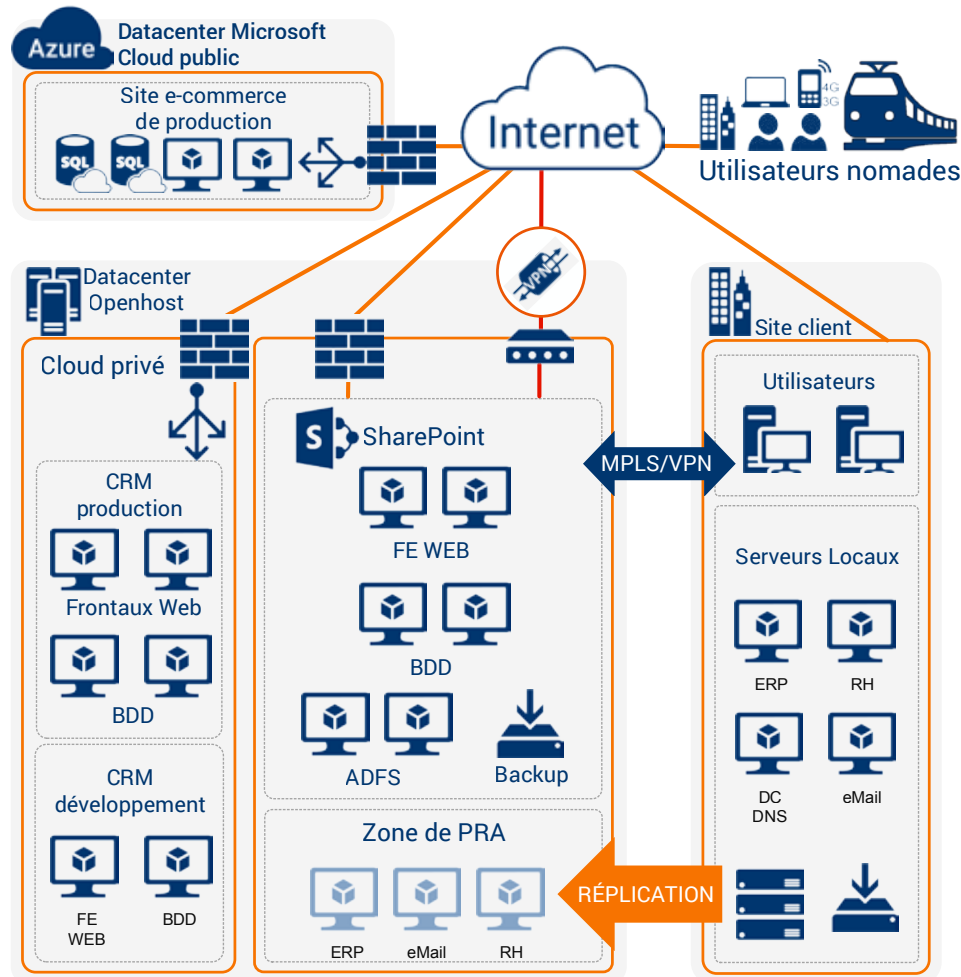 Azure
Datacenter Microsoft
Cloud public
Site e-commerce
de production
SQL
SQL
Internet
4G
3G
Utilisateurs nomades
VPN
Datacenter
Openhost
Cloud privé
CRM
production
Frontaux Web
BDD
CRM
développement
FE
WEB
BDD
S
SharePoint
FE WEB
BDD
ADFS
Backup
Zone de PRA
ERP
eMail
RH
MPLS/VPN
RÉPLICATION
Site client
Utilisateurs
Serveurs Locaux
ERP
RH
DC
DNS
eMail